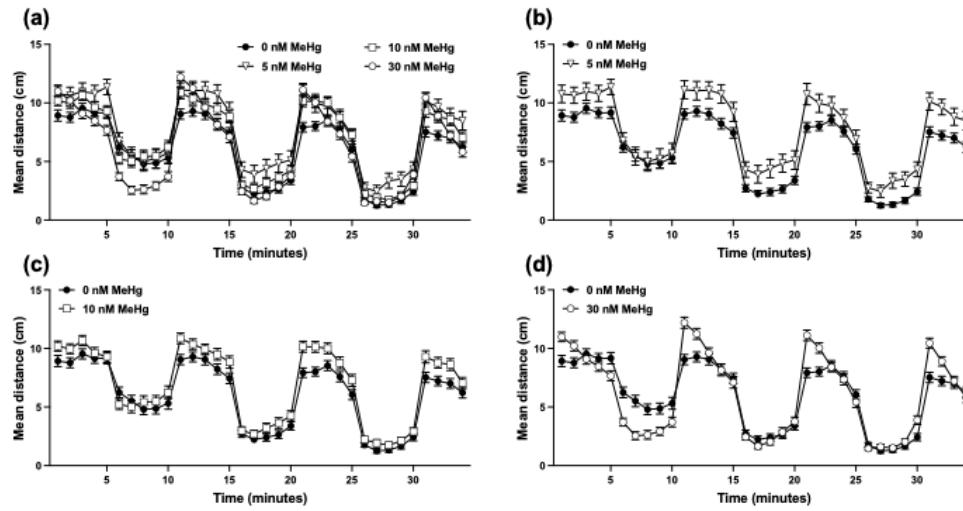 (a)
15
10
5
0
Mean distance (cm)
0 nM MeHg
5 nM MeHg
10 nM MeHg
30 nM MeHg
5 10 15 20 25 30
Time (minutes)
(b)
15
10
5
0
Mean distance (cm)
0 nM MeHg
5 nM MeHg
5 10 15 20 25 30
Time (minutes)
(c)
15
10
5
0
Mean distance (cm)
0 nM MeHg
10 nM MeHg
5 10 15 20 25 30
Time (minutes)
(d)
15
10
5
0
Mean distance (cm)
0 nM MeHg
30 nM MeHg
5 10 15 20 25 30
Time (minutes)